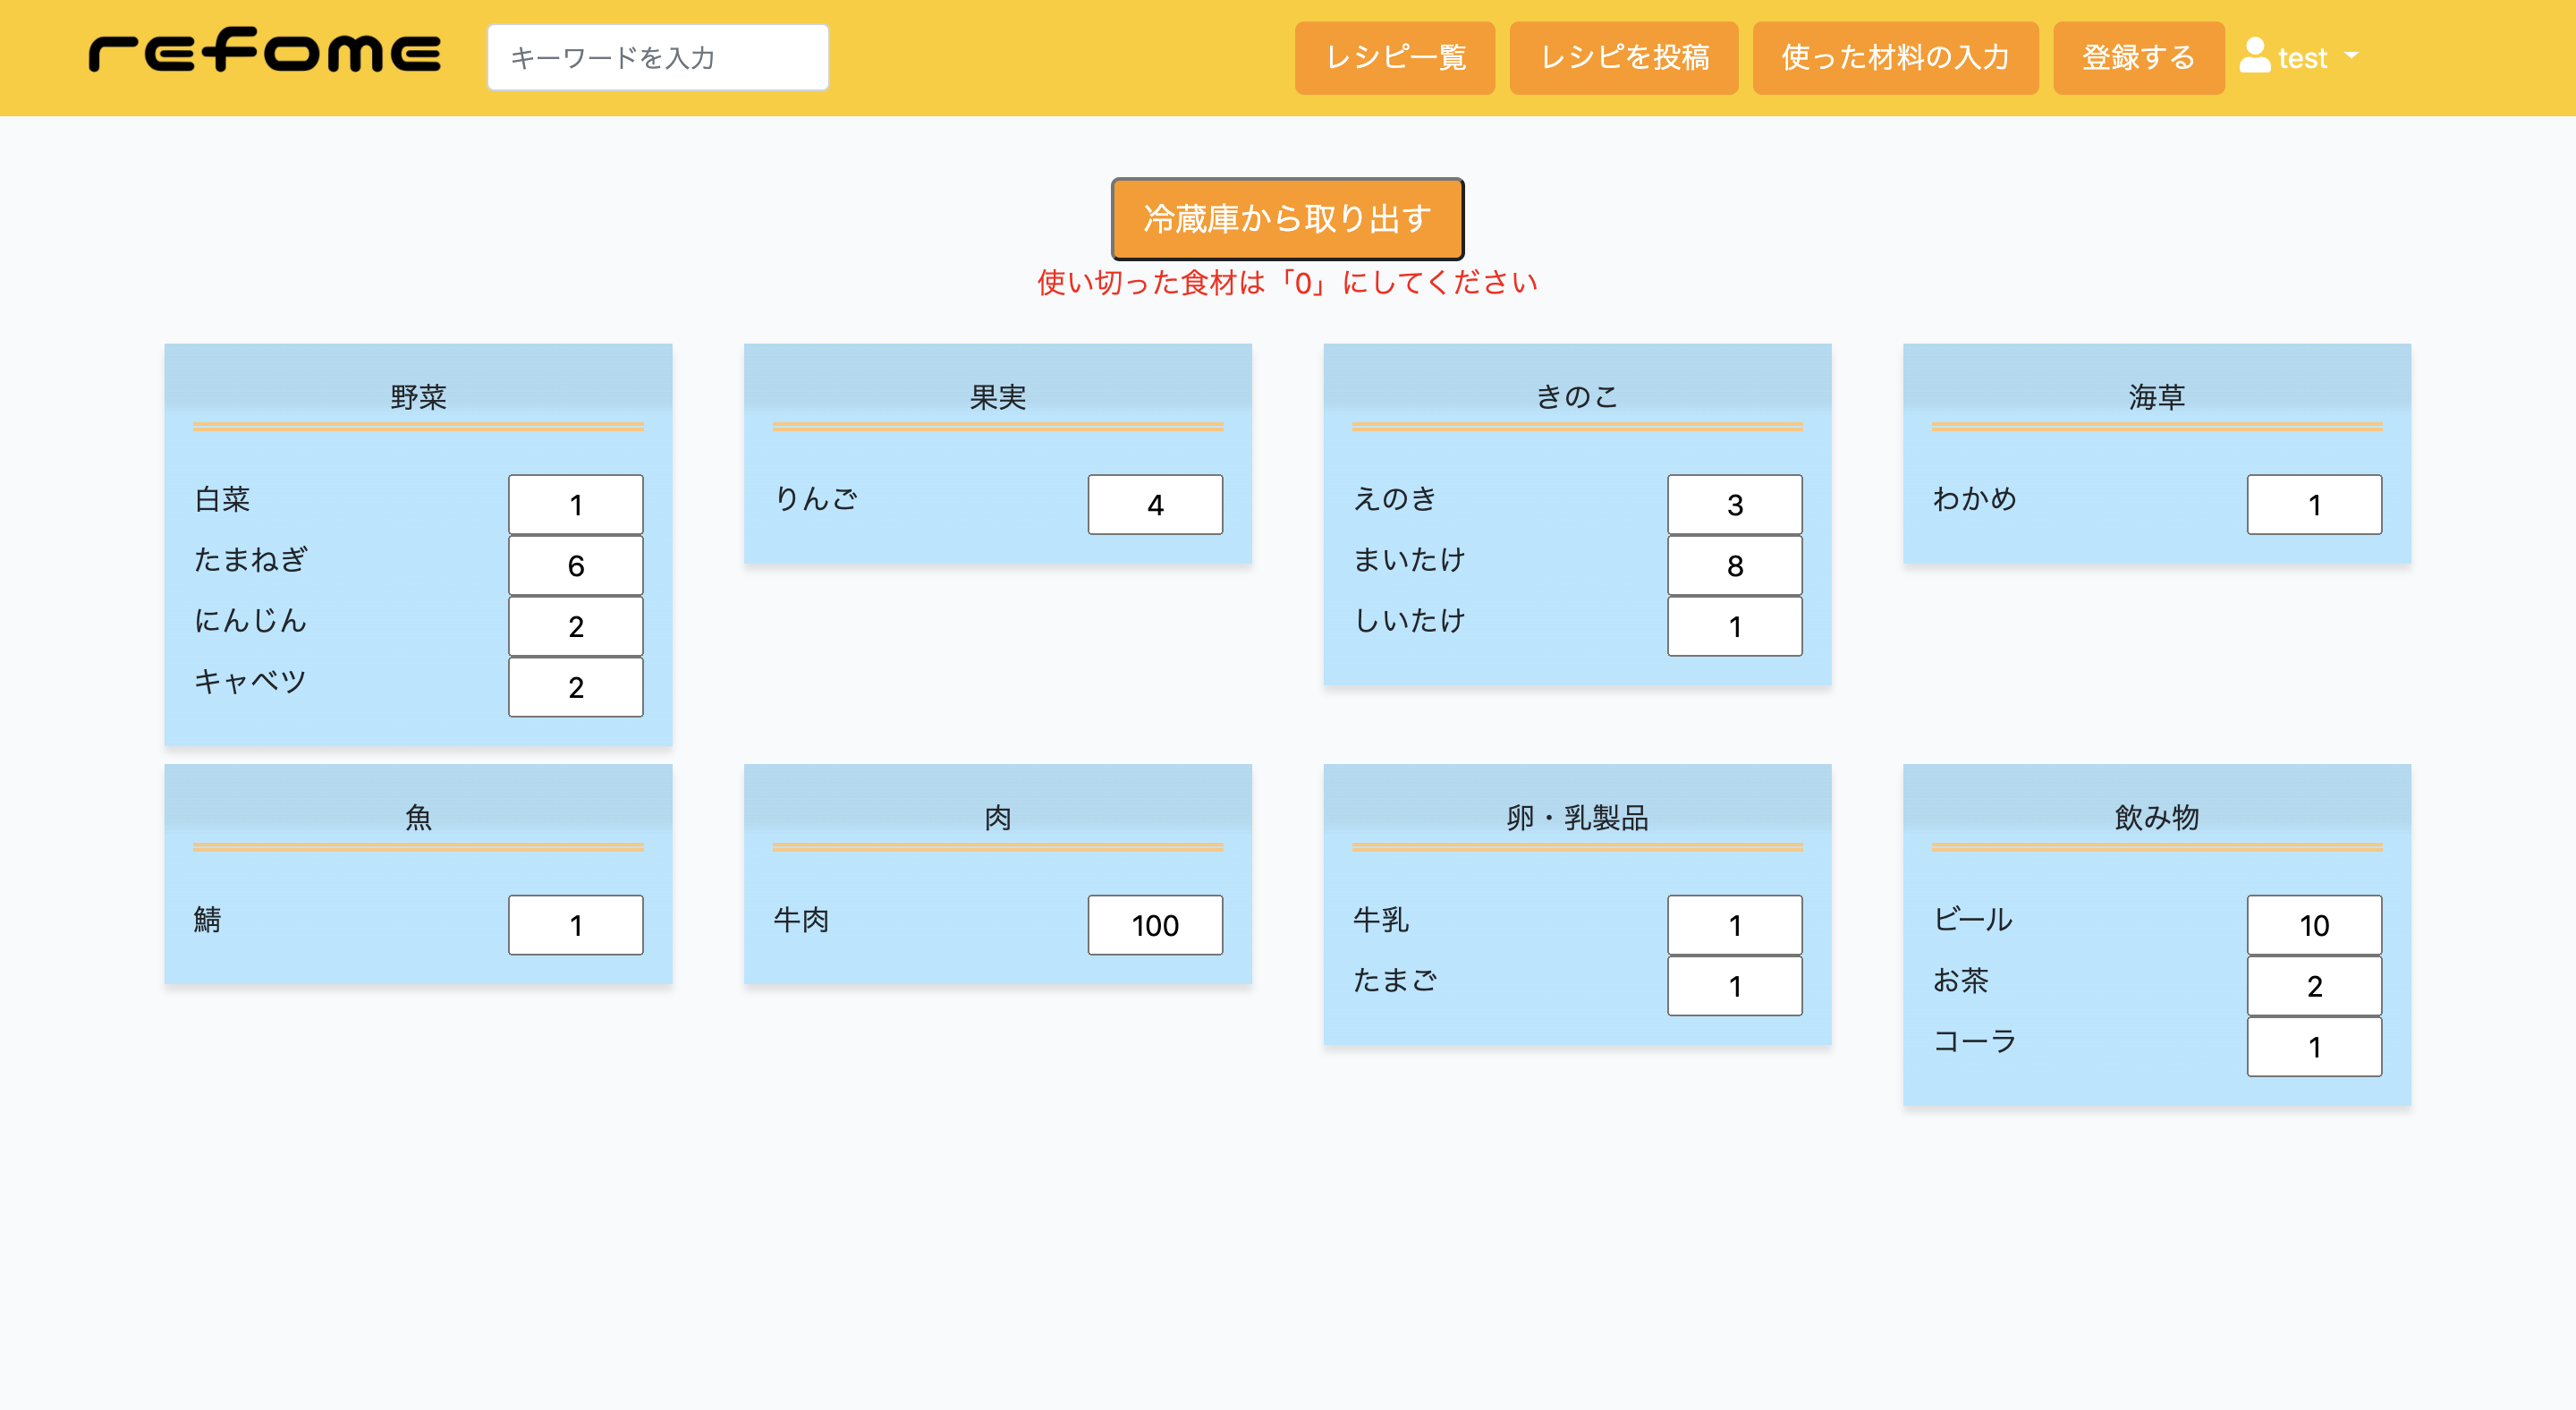 refome
キーワードを入力
レシピ一覧
レシピを投稿
使った材料の入力
登録する
test
冷蔵庫から取り出す
使い切った食材は「0」にしてください
野菜
白菜 1
たまねぎ 6
にんじん 2
キャベツ 2
果実
りんご 4
きのこ
えのき 3
まいたけ 8
しいたけ 1
海草
わかめ 1
魚
鯖 1
肉
牛肉 100
卵・乳製品
牛乳 1
たまご 1
飲み物
ビール 10
お茶 2
コーラ 1